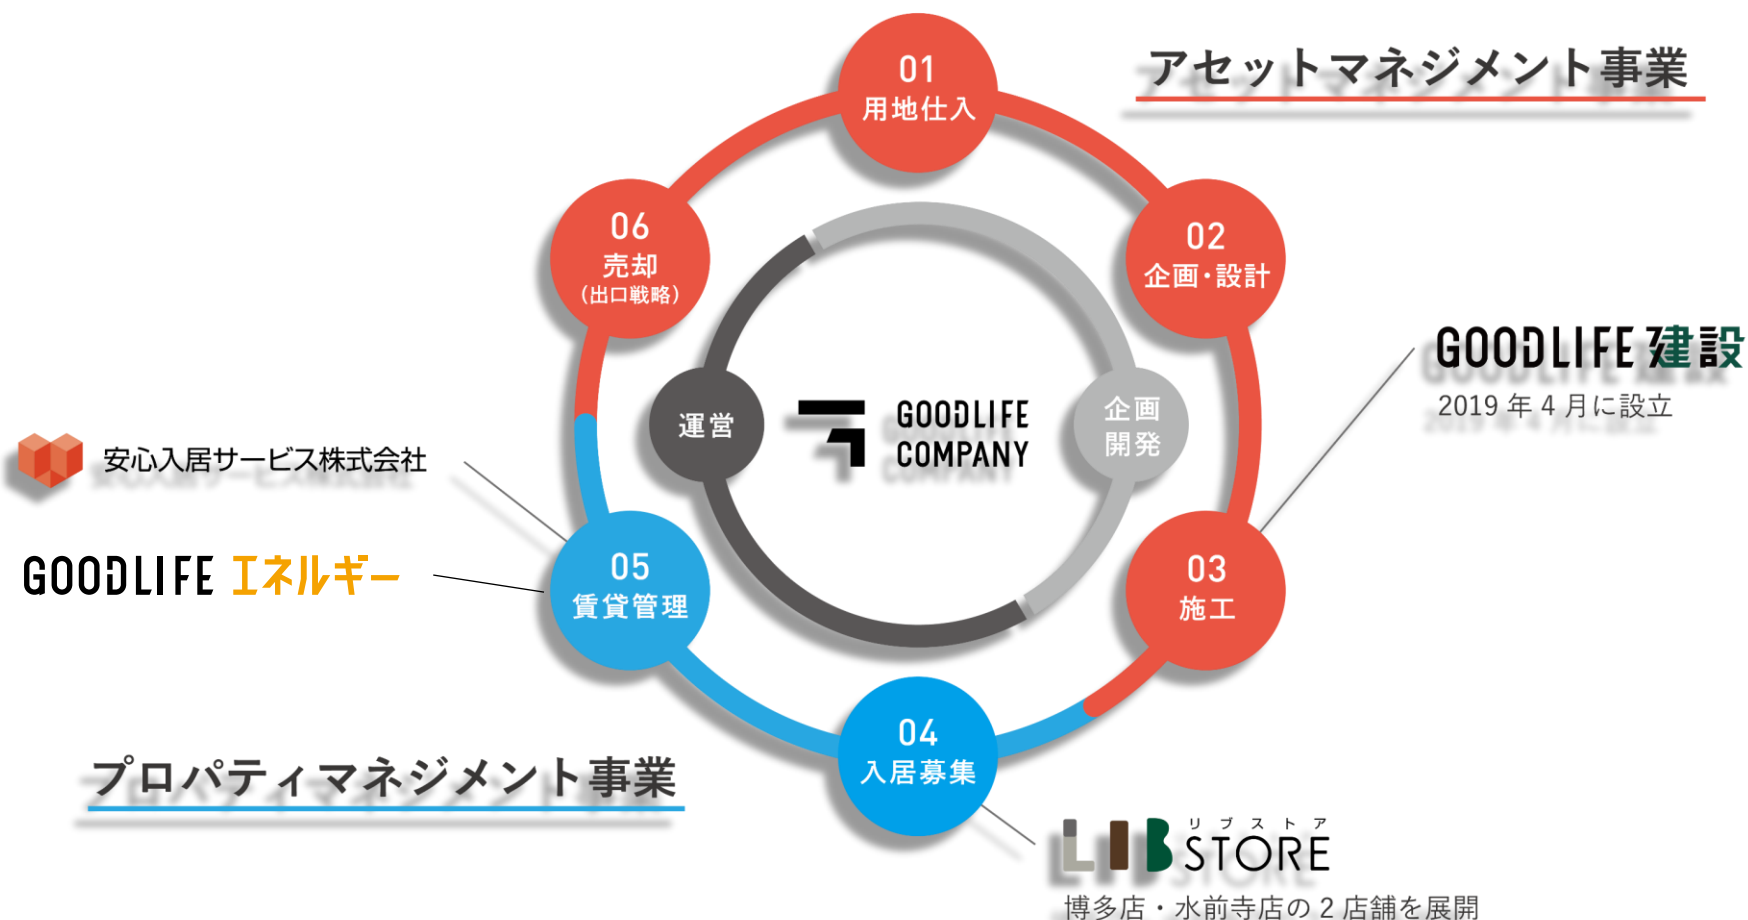 アセットマネジメント事業
01
用地仕入
02
企画・設計
03
施工
04
入居募集
05
賃貸管理
06
売却
(出口戦略)
運営
GOODLIFE
COMPANY
企画
開発
GOODLIFE 建設
2019 年 4 月に設立
安心入居サービス株式会社
GOODLIFE エネルギー
プロパティマネジメント事業
リブストア
LIB STORE
博多店・水前寺店の 2 店舗を展開